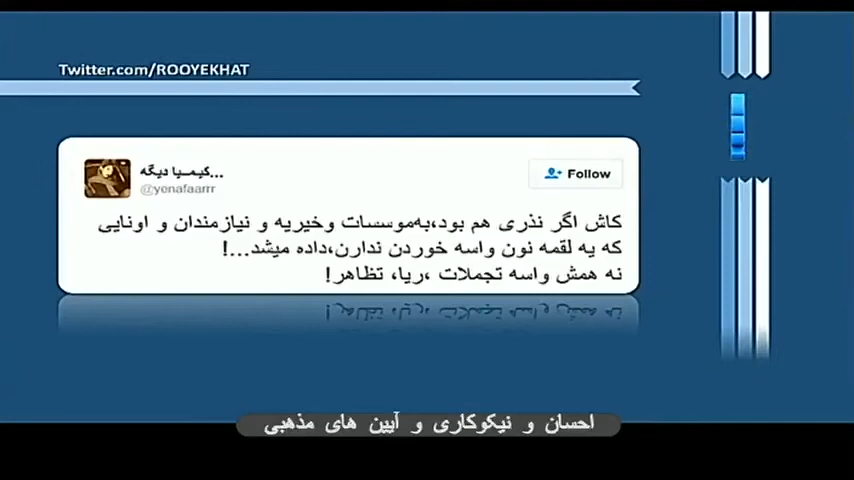 Twitter.com/ROOYEKHAT
کیمـیا دیگه...
@yenafaarrr
Follow
کاش اگر نذری هم بود،به‌موسسات وخیریه و نیازمندان و اونایی
که یه لقمه نون واسه خوردن ندارن،داده میشد...!
نه همش واسه تجملات ،ریا، تظاهر!
احسان و نیکوکاری و آیین های مذهبی